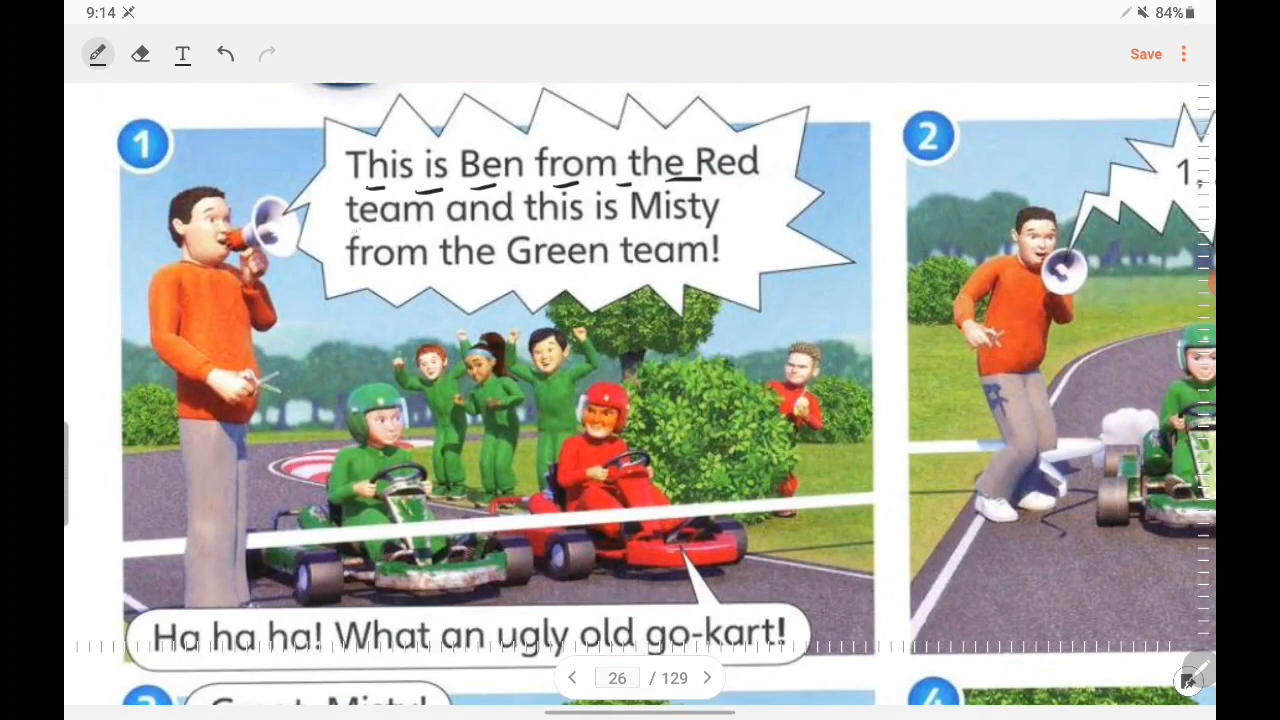 9:14
84%
T
Save
1
This is Ben from the Red
team and this is Misty
from the Green team!
2
1,
Ha ha ha! What an ugly old go-kart!
26 / 129